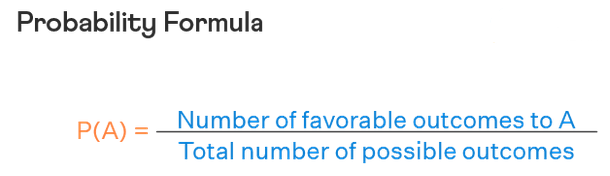 Probability Formula
Number of favorable outcomes to A
P(A) =
Total number of possible outcomes